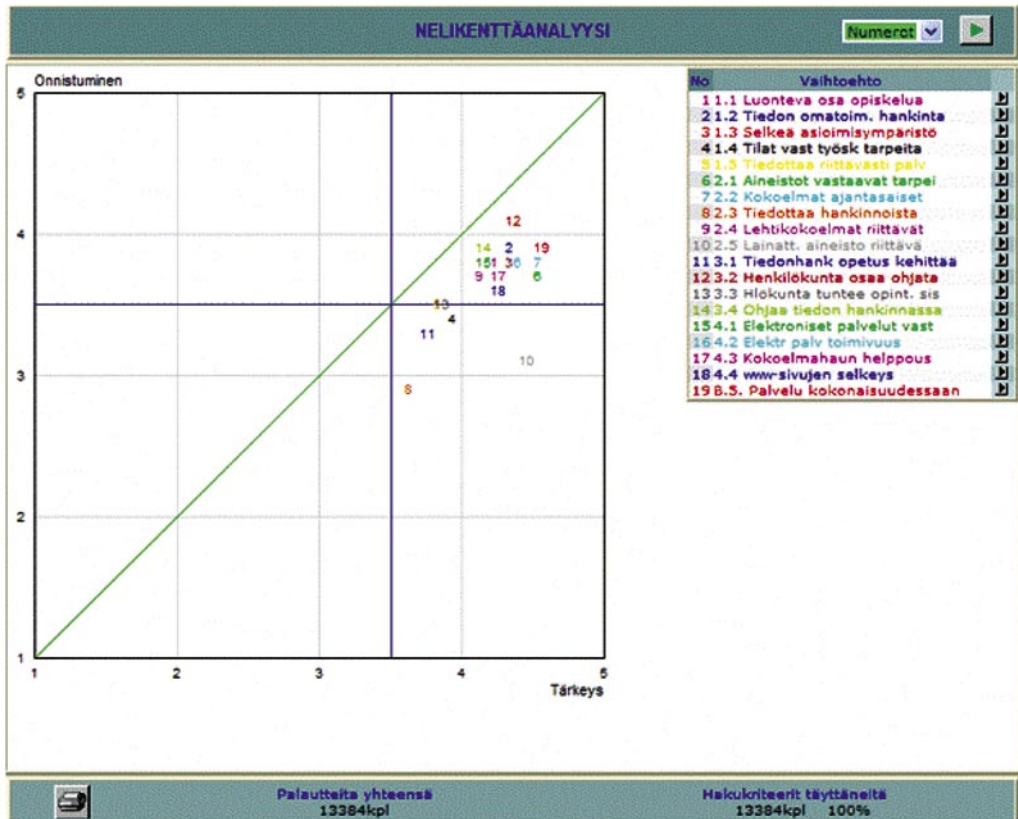 NELIKENTTÄANALYYSI
Numerot
Onnistuminen
No Vaihtoehto
1 1.1 Luonteva osa opiskelua
2 1.2 Tiedon omatoim. hankinta
3 1.3 Selkeä asioimisympäristö
4 1.4 Tilat vast työsk tarpeita
5 1.5 Tiedottaa riittävästi palv
6 2.1 Aineistot vastaavat tarpei
7 2.2 Kokoelmat ajantasaiset
8 2.3 Tiedottaa hankinnoista
9 2.4 Lehtikokoelmat riittävät
10 2.5 Lainatt. aineisto riittävä
11 3.1 Tiedonhank opetus kehittää
12 3.2 Henkilökunta osaa ohjata
13 3.3 Hlökunta tuntee opint. sis
14 3.4 Ohjaa tiedon hankinnassa
15 4.1 Elektroniset palvelut vast
16 4.2 Elektr palv toimivuus
17 4.3 Kokoelmahaun helppous
18 4.4 www-sivujen selkeys
19 B.5. Palvelu kokonaisuudessaan
5
12
4
14 2 19
15 1 3 6 7
9 17 6
18
13
4
11
10
3
8
2
1
1 2 3 4 5
Tärkeys
Palautteita yhteensä
13384kpl
Hakukriteerit täyttäneitä
13384kpl 100%